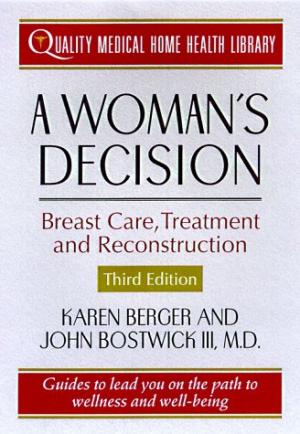 QUALITY MEDICAL HOME HEALTH LIBRARY
A WOMAN'S
DECISION
Breast Care, Treatment
and Reconstruction
Third Edition
KAREN BERGER AND
JOHN BOSTWICK III, M.D.
Guides to lead you on the path to
wellness and well-being